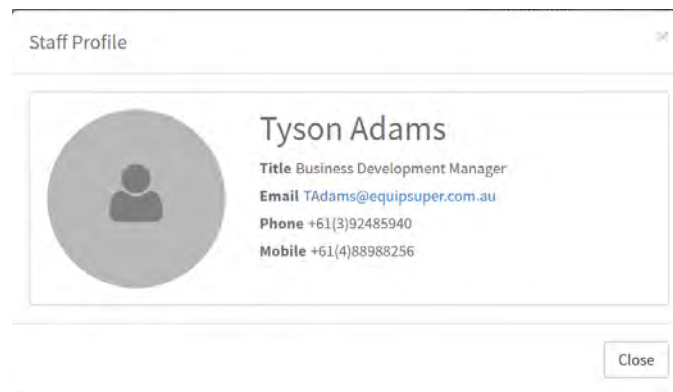 Staff Profile
Tyson Adams
Title Business Development Manager
Email TAdams@equipsuper.com.au
Phone +61(3)92485940
Mobile +61(4)88988256
Close